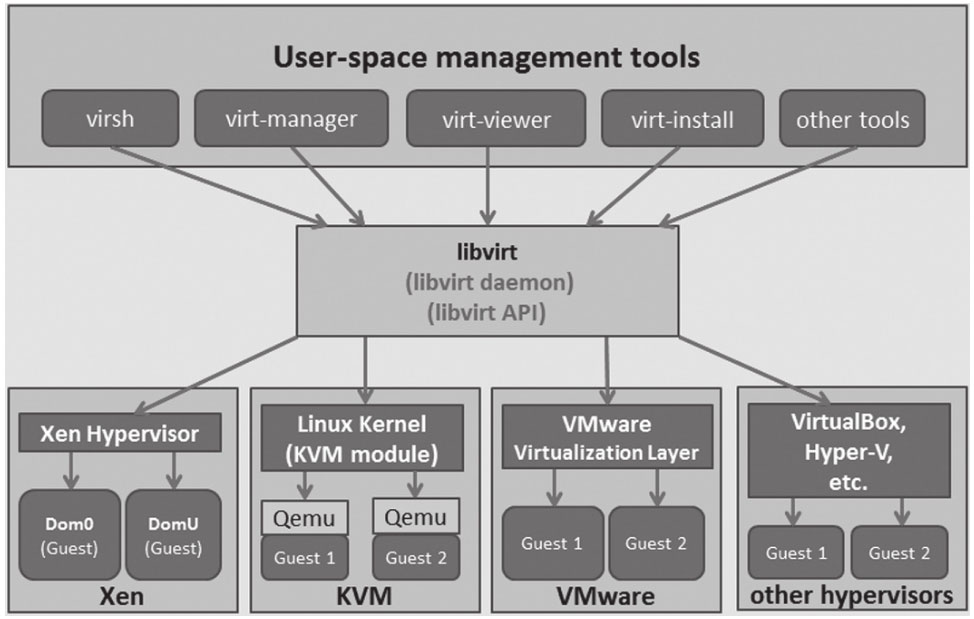 User-space management tools
virsh
virt-manager
virt-viewer
virt-install
other tools
libvirt
(libvirt daemon)
(libvirt API)
Xen Hypervisor
Dom0
(Guest)
DomU
(Guest)
Xen
Linux Kernel
(KVM module)
Qemu
Guest 1
Qemu
Guest 2
KVM
VMware
Virtualization Layer
Guest 1
Guest 2
VMware
VirtualBox,
Hyper-V,
etc.
Guest 1
Guest 2
other hypervisors